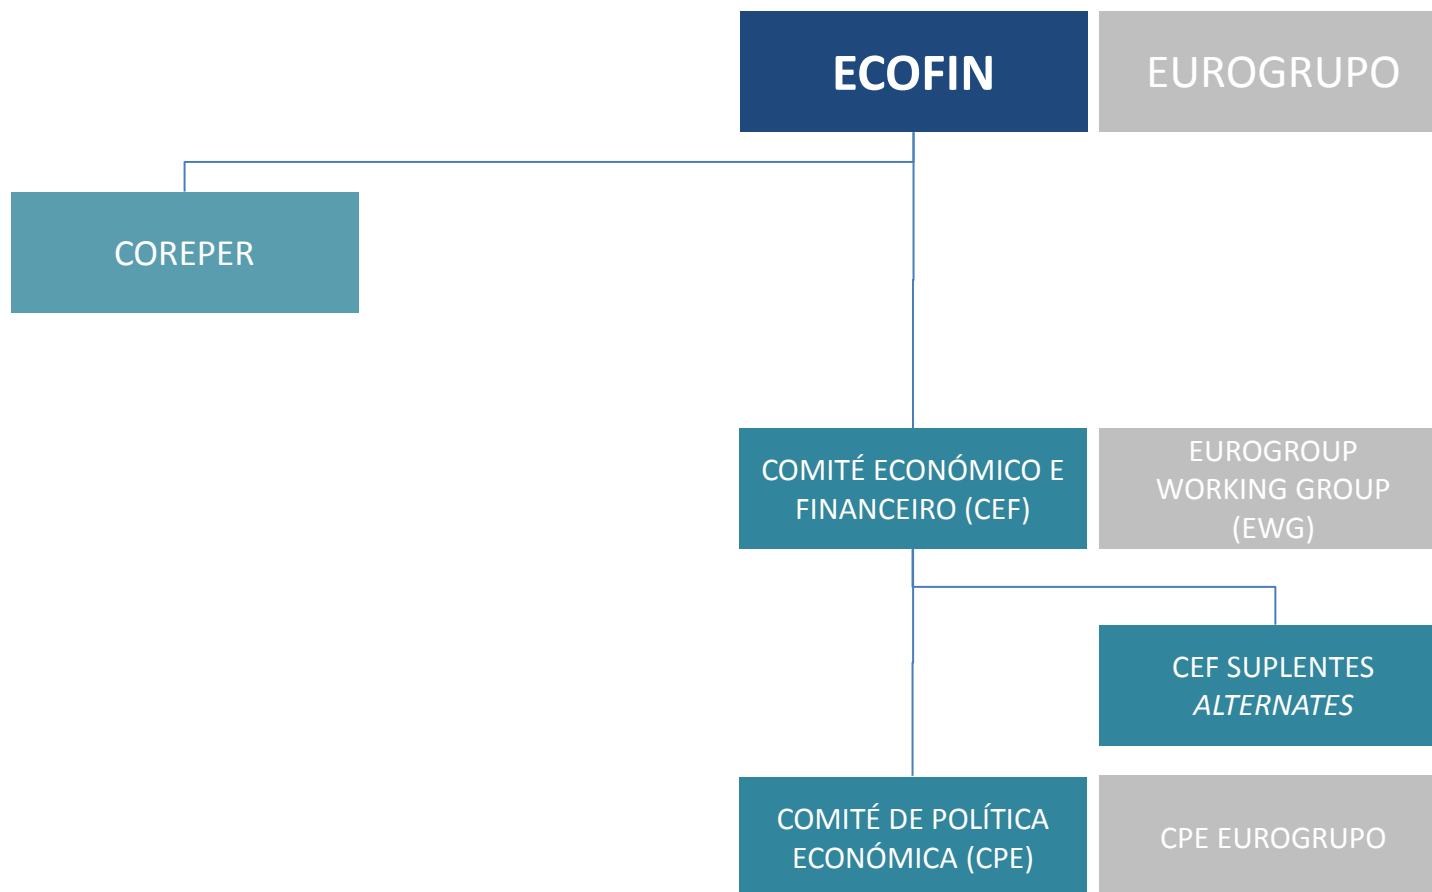 ECOFIN
EUROGRUPO
COREPER
COMITÉ ECONÓMICO E
FINANCEIRO (CEF)
EUROGROUP
WORKING GROUP
(EWG)
CEF SUPLENTES
ALTERNATES
COMITÉ DE POLÍTICA
ECONÓMICA (CPE)
CPE EUROGRUPO